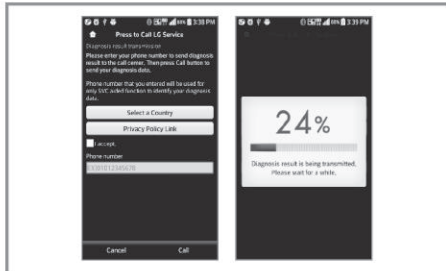 3:38 PM
Press to Call LG Service
Diagnosis result transmission
Please enter your phone number to send diagnosis
result to the call center. Then press Call button to
send your diagnosis data.
Phone number that you entered will be used for
only SVC aided function to identify your diagnosis
data.
Select a Country
Privacy Policy Link
I accept.
Phone number
Cancel
Call
3:39 PM
24%
Diagnosis result is being transmitted.
Please wait for a while.